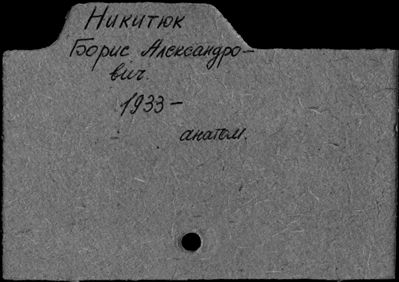 Никитюк
Борис Александро-
вич.
1933-
анатом.